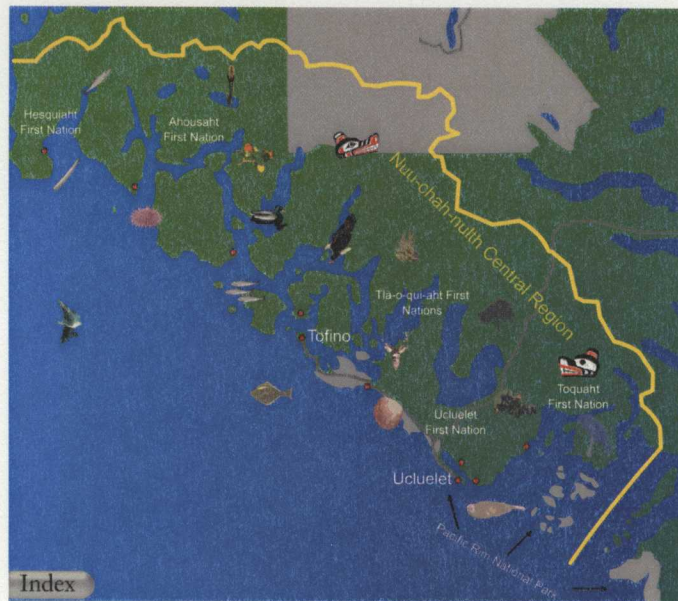 Hesquiaht
First Nation
Ahousaht
First Nation
Nuu-chah-nulth Central Region
Tla-o-qui-aht First
Nations
Tofino
Toquaht
First Nation
Ucluelet
First Nation
Ucluelet
Pacific Rim National Park
Index